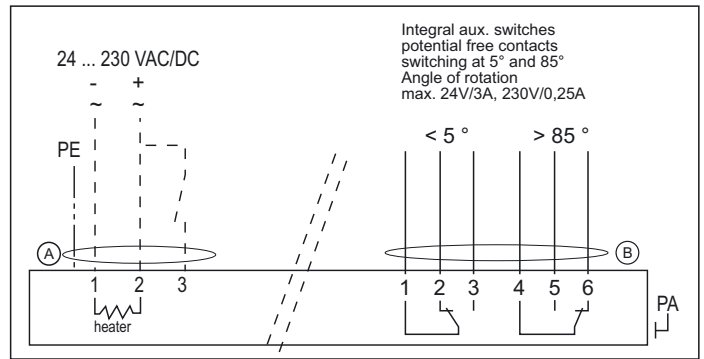 Integral aux. switches
potential free contacts
switching at 5° and 85°
Angle of rotation
max. 24V/3A, 230V/0,25A
24 ... 230 VAC/DC
- +
~ ~
PE
< 5 ° > 85 °
A
B
1 2 3
1 2 3 4 5 6
heater
PA